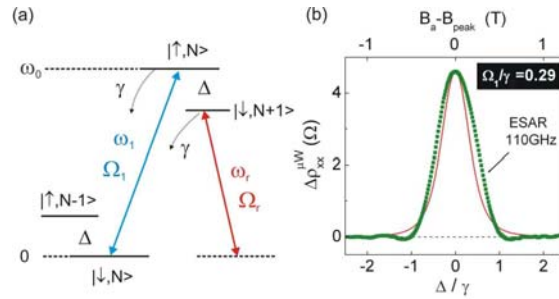 (a)
|↑,N>
ω₀
γ
Δ
|↓,N+1>
γ
ω₁
Ω₁
ωᵣ
Ωᵣ
|↑,N-1>
Δ
0
|↓,N>
(b)
Bₐ-Bpeak (T)
-1 0 1
Ω₁/γ =0.29
ESAR
110GHz
Δρₓₓ^μW (Ω)
4
2
0
-2 -1 0 1 2
Δ / γ